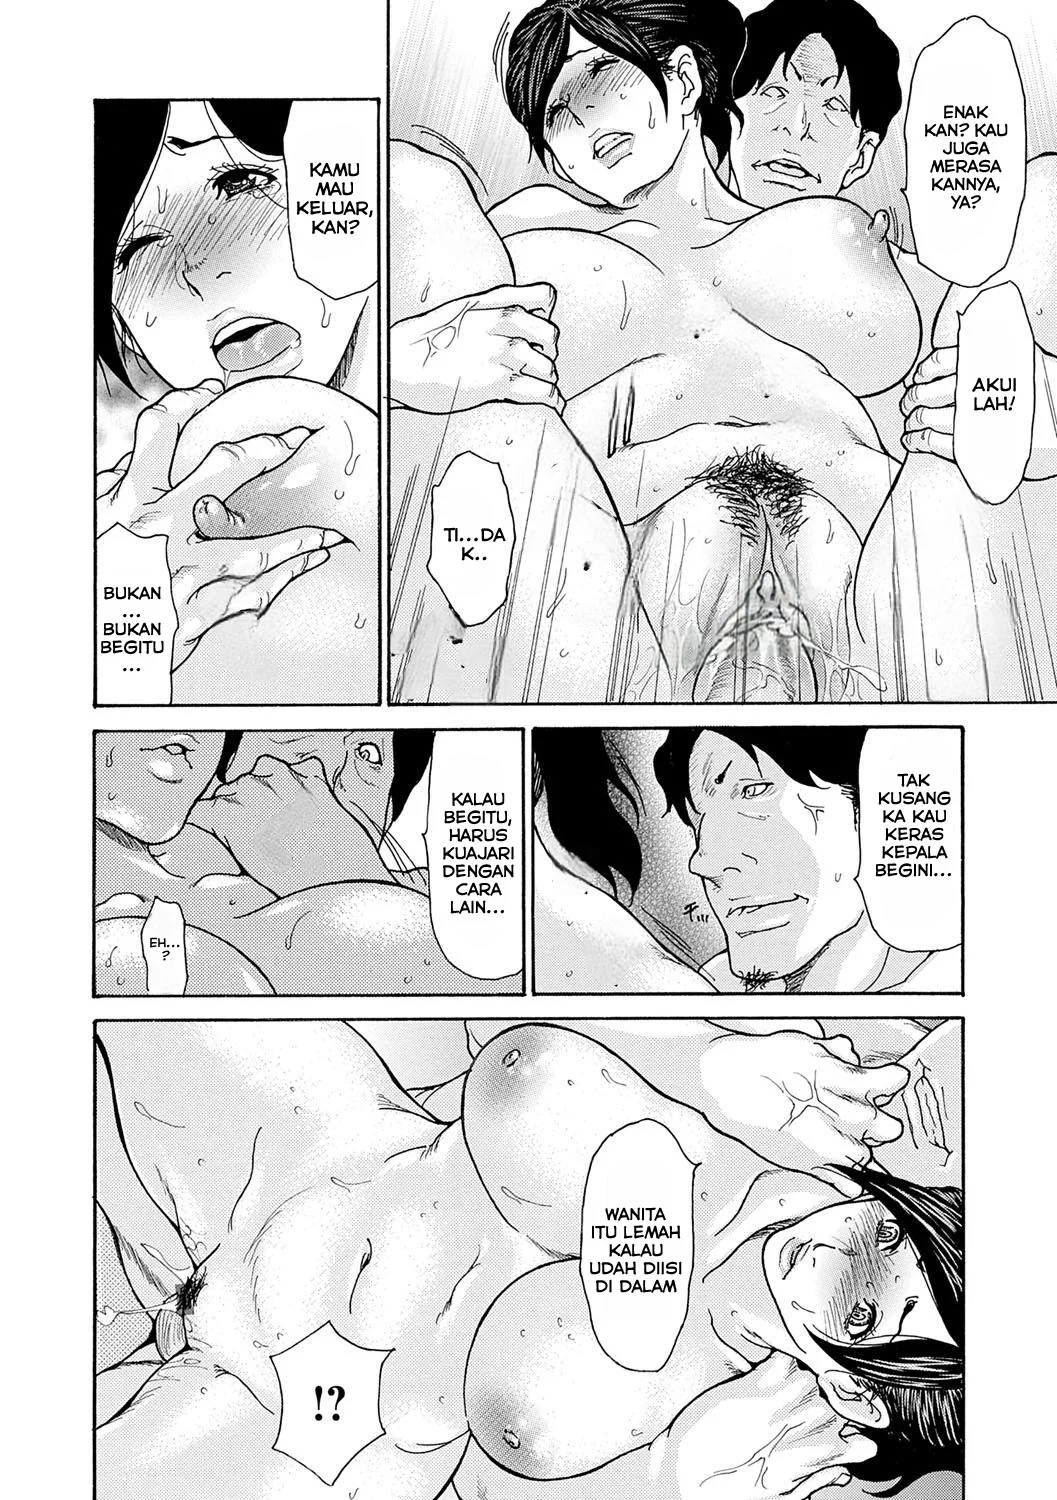 ENAK
KAN? KAU
JUGA
MERASA
KANNYA,
YA?
AKUI
LAH!
TI...DA
K..
KAMU
MAU
KELUAR,
KAN?
BUKAN
...
BUKAN
BEGITU
...
TAK
KUSANG
KA KAU
KERAS
KEPALA
BEGINI...
チ
KALAU
BEGITU,
HARUS
KUAJARI
DENGAN
CARA
LAIN...
EH...
?
WANITA
ITU LEMAH
KALAU
UDAH DIISI
DI DALAM
!?